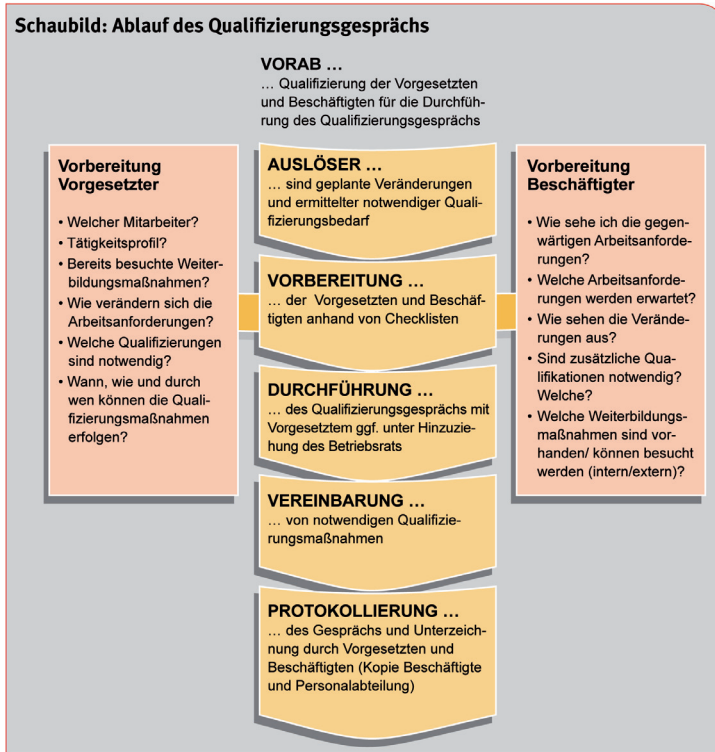 Schaubild: Ablauf des Qualifizierungsgesprächs
VORAB …
… Qualifizierung der Vorgesetzten
und Beschäftigten für die Durchfüh-
rung des Qualifizierungsgesprächs
Vorbereitung
Vorgesetzter
• Welcher Mitarbeiter?
• Tätigkeitsprofil?
• Bereits besuchte Weiter-
bildungsmaßnahmen?
• Wie verändern sich die
Arbeitsanforderungen?
• Welche Qualifizierungen
sind notwendig?
• Wann, wie und durch
wen können die Quali-
fizierungsmaßnahmen
erfolgen?
AUSLÖSER …
… sind geplante Veränderungen
und ermittelter notwendiger Quali-
fizierungsbedarf
VORBEREITUNG …
… der Vorgesetzten und Beschäf-
tigten anhand von Checklisten
DURCHFÜHRUNG …
… des Qualifizierungsgesprächs mit
Vorgesetztem ggf. unter Hinzuzie-
hung des Betriebsrats
VEREINBARUNG …
… von notwendigen Qualifizie-
rungsmaßnahmen
PROTOKOLLIERUNG …
… des Gesprächs und Unterzeich-
nung durch Vorgesetzten und
Beschäftigten (Kopie Beschäftigte
und Personalabteilung)
Vorbereitung
Beschäftigter
• Wie sehe ich die gegen-
wärtigen Arbeitsanforde-
rungen?
• Welche Arbeitsanforde-
rungen werden erwartet?
• Wie sehen die Verände-
rungen aus?
• Sind zusätzliche Qua-
lifikationen notwendig?
Welche?
• Welche Weiterbildungs-
maßnahmen sind vor-
handen/ können besucht
werden (intern/extern)?